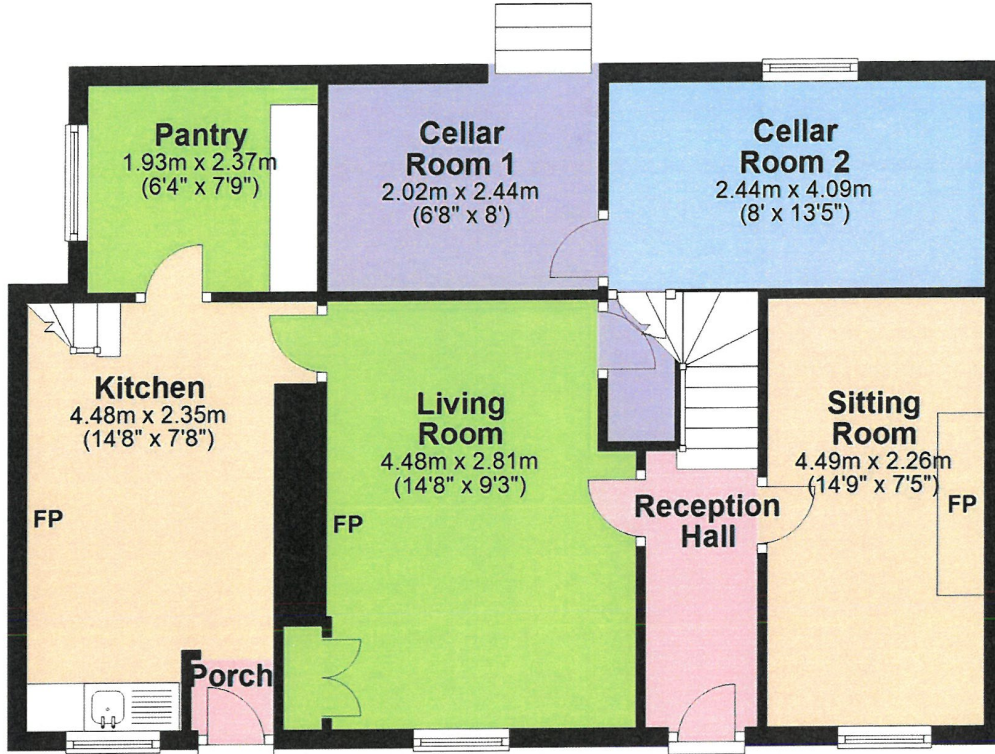 Pantry
1.93m x 2.37m
(6'4" x 7'9")
Cellar
Room 1
2.02m x 2.44m
(6'8" x 8')
Cellar
Room 2
2.44m x 4.09m
(8' x 13'5")
Kitchen
4.48m x 2.35m
(14'8" x 7'8")
FP
Living
Room
4.48m x 2.81m
(14'8" x 9'3")
FP
Reception
Hall
Sitting
Room
4.49m x 2.26m
(14'9" x 7'5")
FP
Porch